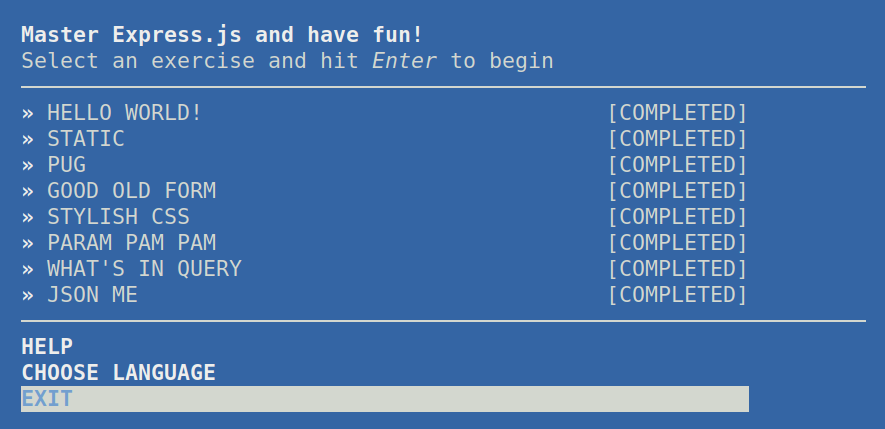 Master Express.js and have fun!
Select an exercise and hit Enter to begin
» HELLO WORLD! [COMPLETED]
» STATIC [COMPLETED]
» PUG [COMPLETED]
» GOOD OLD FORM [COMPLETED]
» STYLISH CSS [COMPLETED]
» PARAM PAM PAM [COMPLETED]
» WHAT'S IN QUERY [COMPLETED]
» JSON ME [COMPLETED]
HELP
CHOOSE LANGUAGE
EXIT